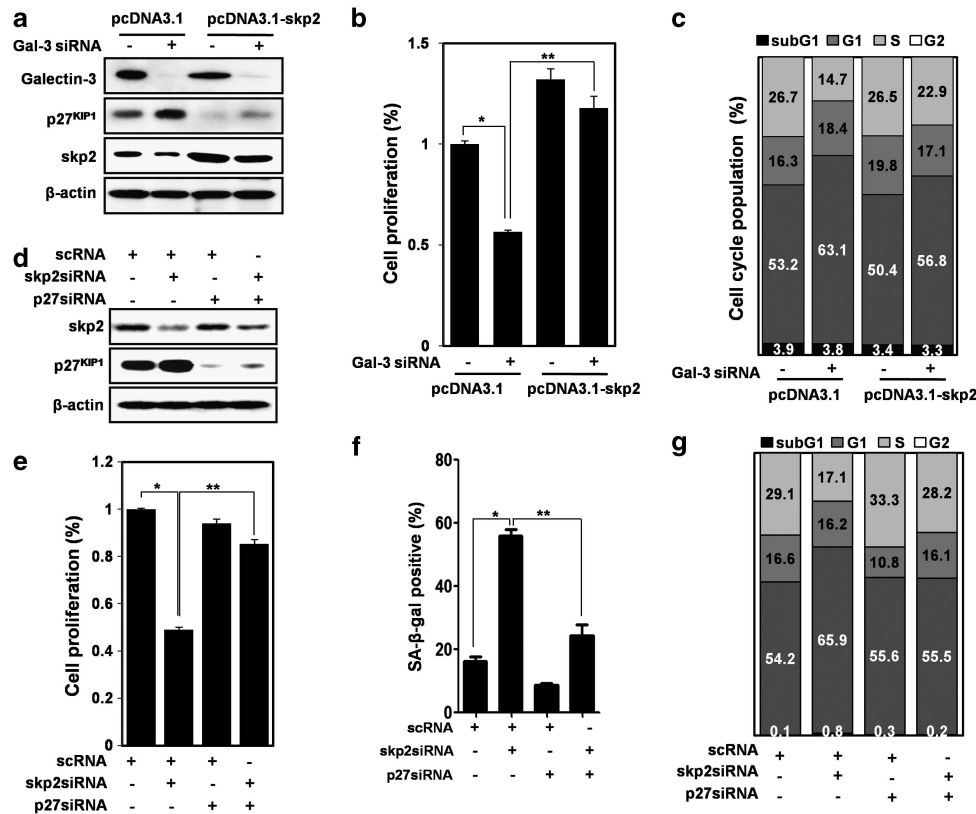 a
pcDNA3.1 pcDNA3.1-skp2
Gal-3 siRNA - + - +
Galectin-3
p27KIP1
skp2
β-actin
b
Cell proliferation (%)
1.5
1
0.5
0
* **
Gal-3 siRNA - + - +
pcDNA3.1 pcDNA3.1-skp2
c
subG1 G1 S G2
Cell cycle population (%)
26.7 14.7 26.5 22.9
16.3 18.4 19.8 17.1
53.2 63.1 50.4 56.8
3.9 3.8 3.4 3.3
Gal-3 siRNA - + - +
pcDNA3.1 pcDNA3.1-skp2
d
scRNA + + + -
skp2siRNA - + - +
p27siRNA - - + +
skp2
p27KIP1
β-actin
e
Cell proliferation (%)
1.2
1
0.8
0.6
0.4
0.2
0
* **
scRNA + + + -
skp2siRNA - + - +
p27siRNA - - + +
f
SA-β-gal positive (%)
80
60
40
20
0
* **
scRNA + + + -
skp2siRNA - + - +
p27siRNA - - + +
g
subG1 G1 S G2
29.1 17.1 33.3 28.2
16.6 16.2 10.8 16.1
54.2 65.9 55.6 55.5
0.1 0.8 0.3 0.2
scRNA + + + -
skp2siRNA - + - +
p27siRNA - - + +